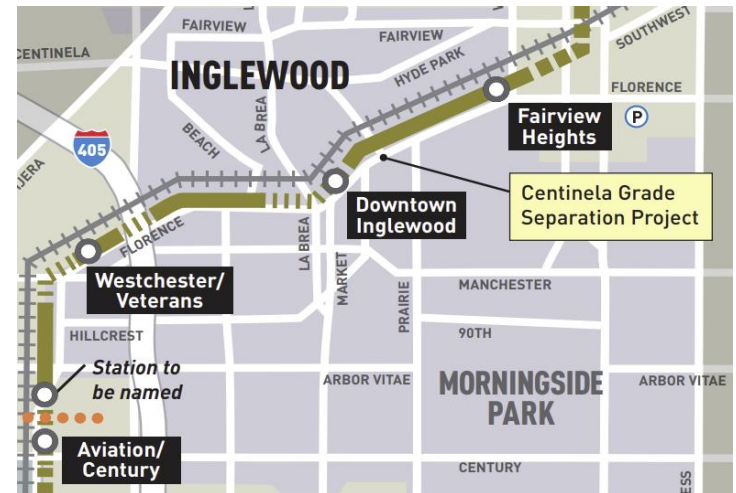 FAIRVIEW
FAIRVIEW
SOUTHWEST
CENTINELA
INGLEWOOD
HYDE PARK
FLORENCE
Fairview
Heights
P
405
BEACH
LA BREA
Centinela Grade
Separation Project
Downtown
Inglewood
FLORENCE
LA BREA
MARKET
PRAIRIE
Westchester/
Veterans
MANCHESTER
HILLCREST
90TH
Station to
be named
ARBOR VITAE
MORNINGSIDE
PARK
ARBOR VITAE
Aviation/
Century
CENTURY